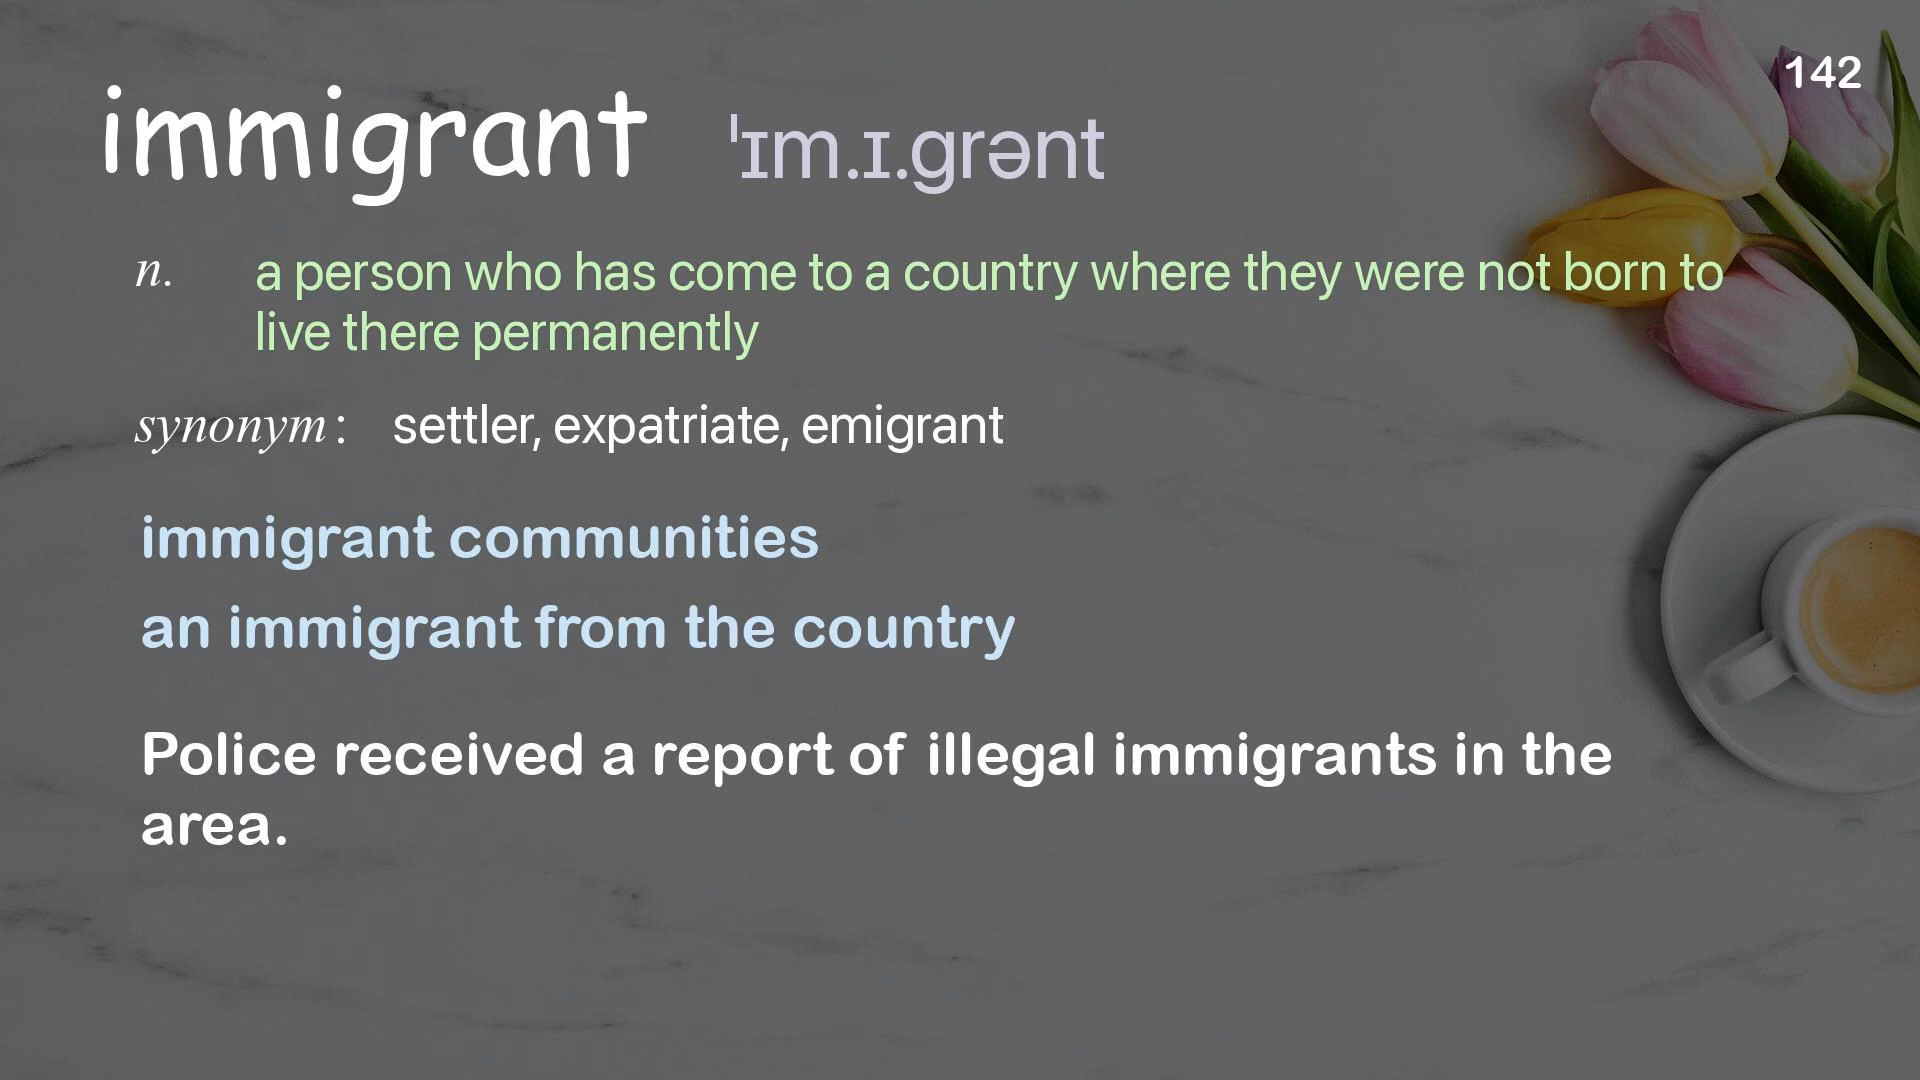 142
immigrant ˈɪm.ɪ.grənt
n. a person who has come to a country where they were not born to
live there permanently
synonym: settler, expatriate, emigrant
immigrant communities
an immigrant from the country
Police received a report of illegal immigrants in the
area.